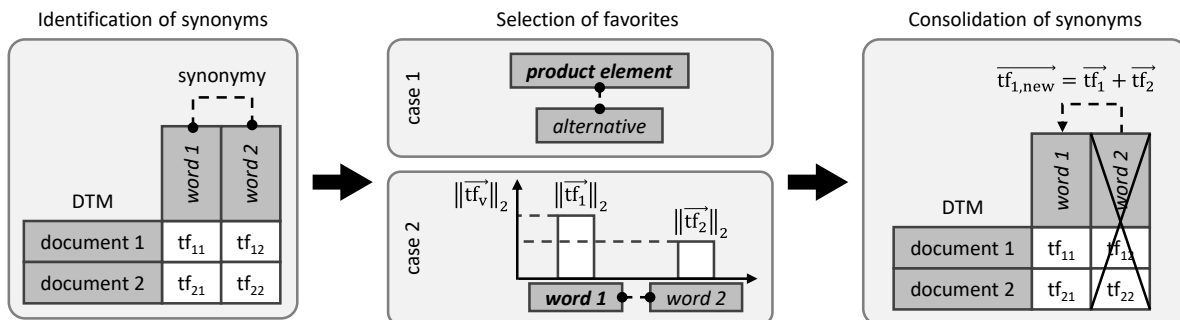 Identification of synonyms
synonymy
word 1
word 2
DTM
document 1
tf11
tf12
document 2
tf21
tf22
Selection of favorites
case 1
product element
alternative
case 2
‖tfv‖2
‖tf1‖2
‖tf2‖2
word 1
word 2
Consolidation of synonyms
tf1,new = tf1 + tf2
word 1
word 2
DTM
document 1
tf11
tf12
document 2
tf21
tf22